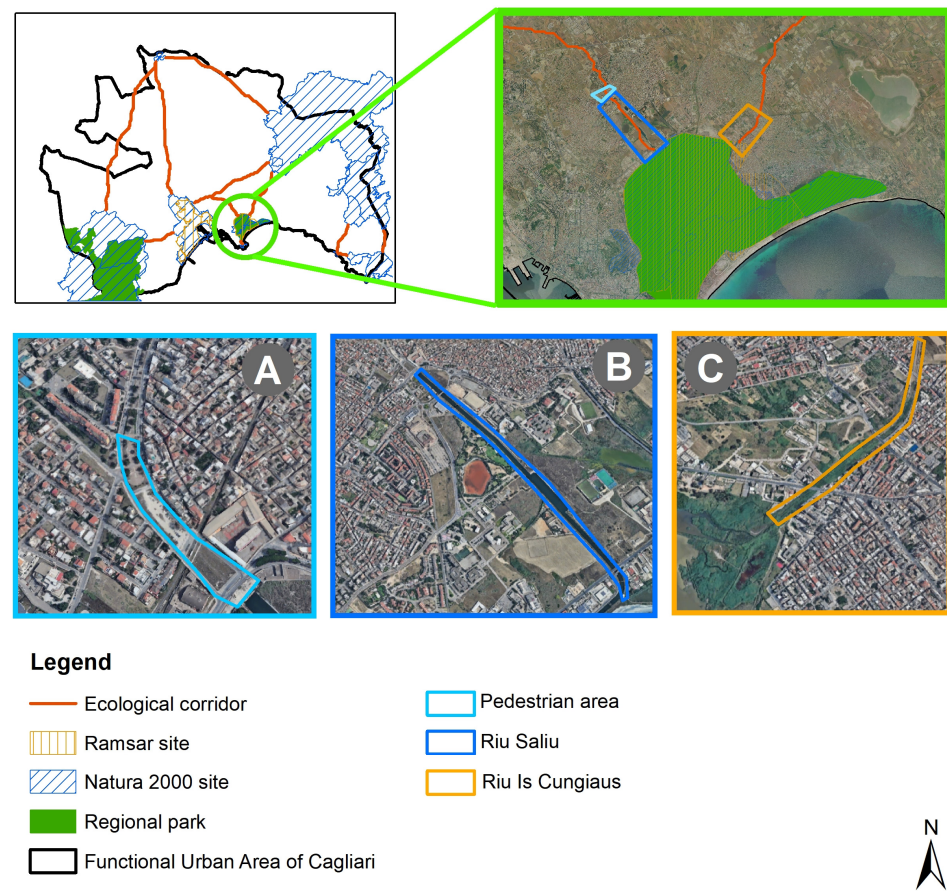 A
B
C
Legend
Ecological corridor
Ramsar site
Natura 2000 site
Regional park
Functional Urban Area of Cagliari
Pedestrian area
Riu Saliu
Riu Is Cungiaus
N